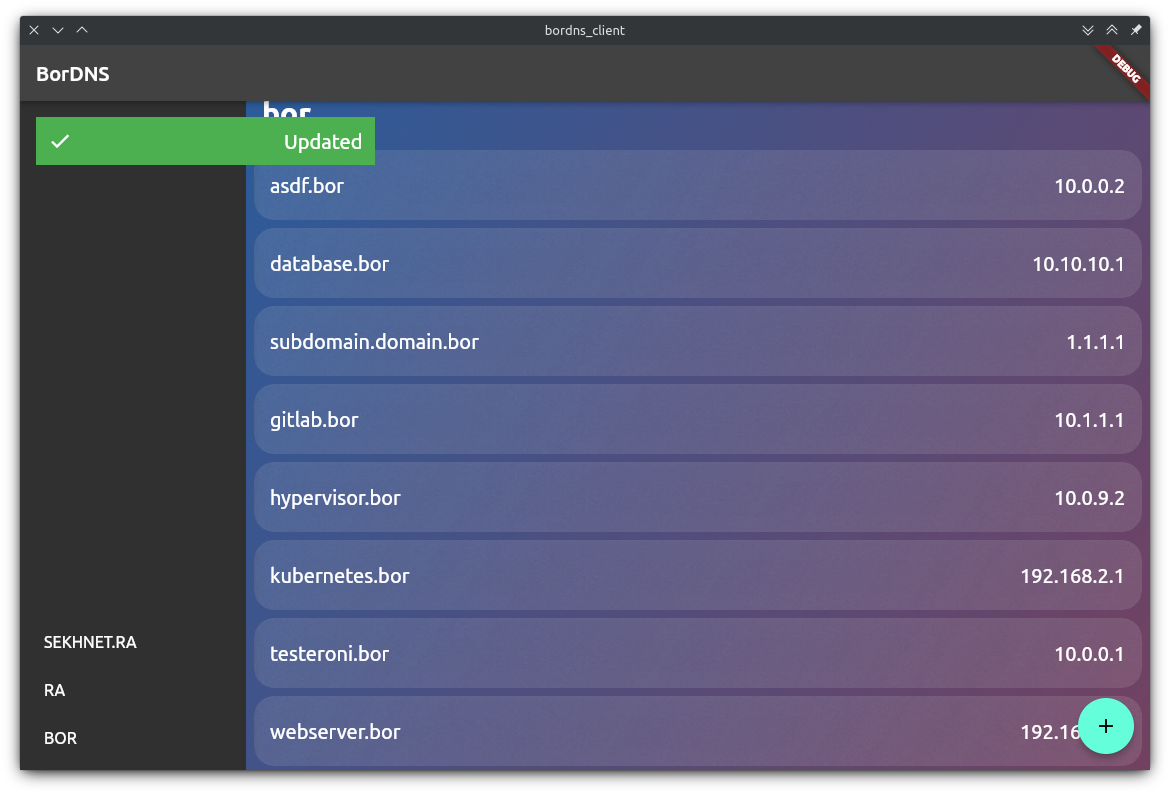 bordns_client
BorDNS
DEBUG
bor
Updated
asdf.bor 10.0.0.2
database.bor 10.10.10.1
subdomain.domain.bor 1.1.1.1
gitlab.bor 10.1.1.1
hypervisor.bor 10.0.9.2
kubernetes.bor 192.168.2.1
testeroni.bor 10.0.0.1
webserver.bor 192.16
SEKHNET.RA
RA
BOR